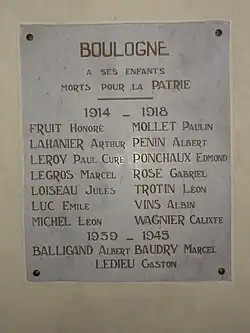 BOULOGNE
A SES ENFANTS
MORTS POUR LA PATRIE
1914 _ 1918
FRUIT HONORÉ MOLLET PAULIN
LAHANIER ARTHUR PENIN ALBERT
LEROY PAUL CURÉ PONCHAUX EDMOND
LEGROS MARCEL ROSE GABRIEL
LOISEAU JULES TROTIN LÉON
LUC EMILE VINS ALBIN
MICHEL LÉON WAGNIER CALIXTE
1939 _ 1945
BALLIGAND ALBERT BAUDRY MARCEL
LEDIEU GASTON